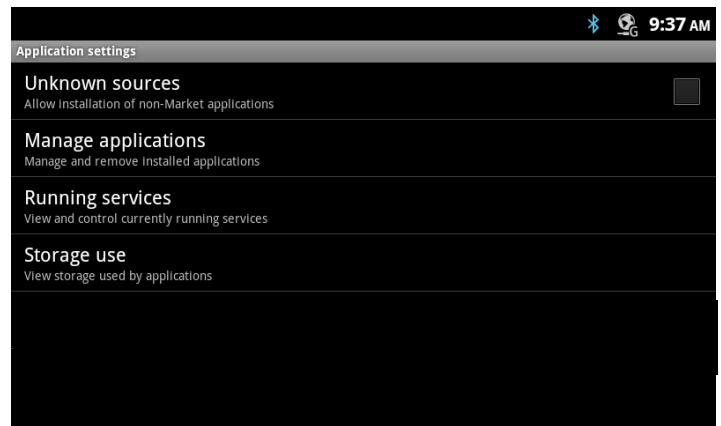 G 9:37 AM
Application settings
Unknown sources
Allow installation of non-Market applications
Manage applications
Manage and remove installed applications
Running services
View and control currently running services
Storage use
View storage used by applications